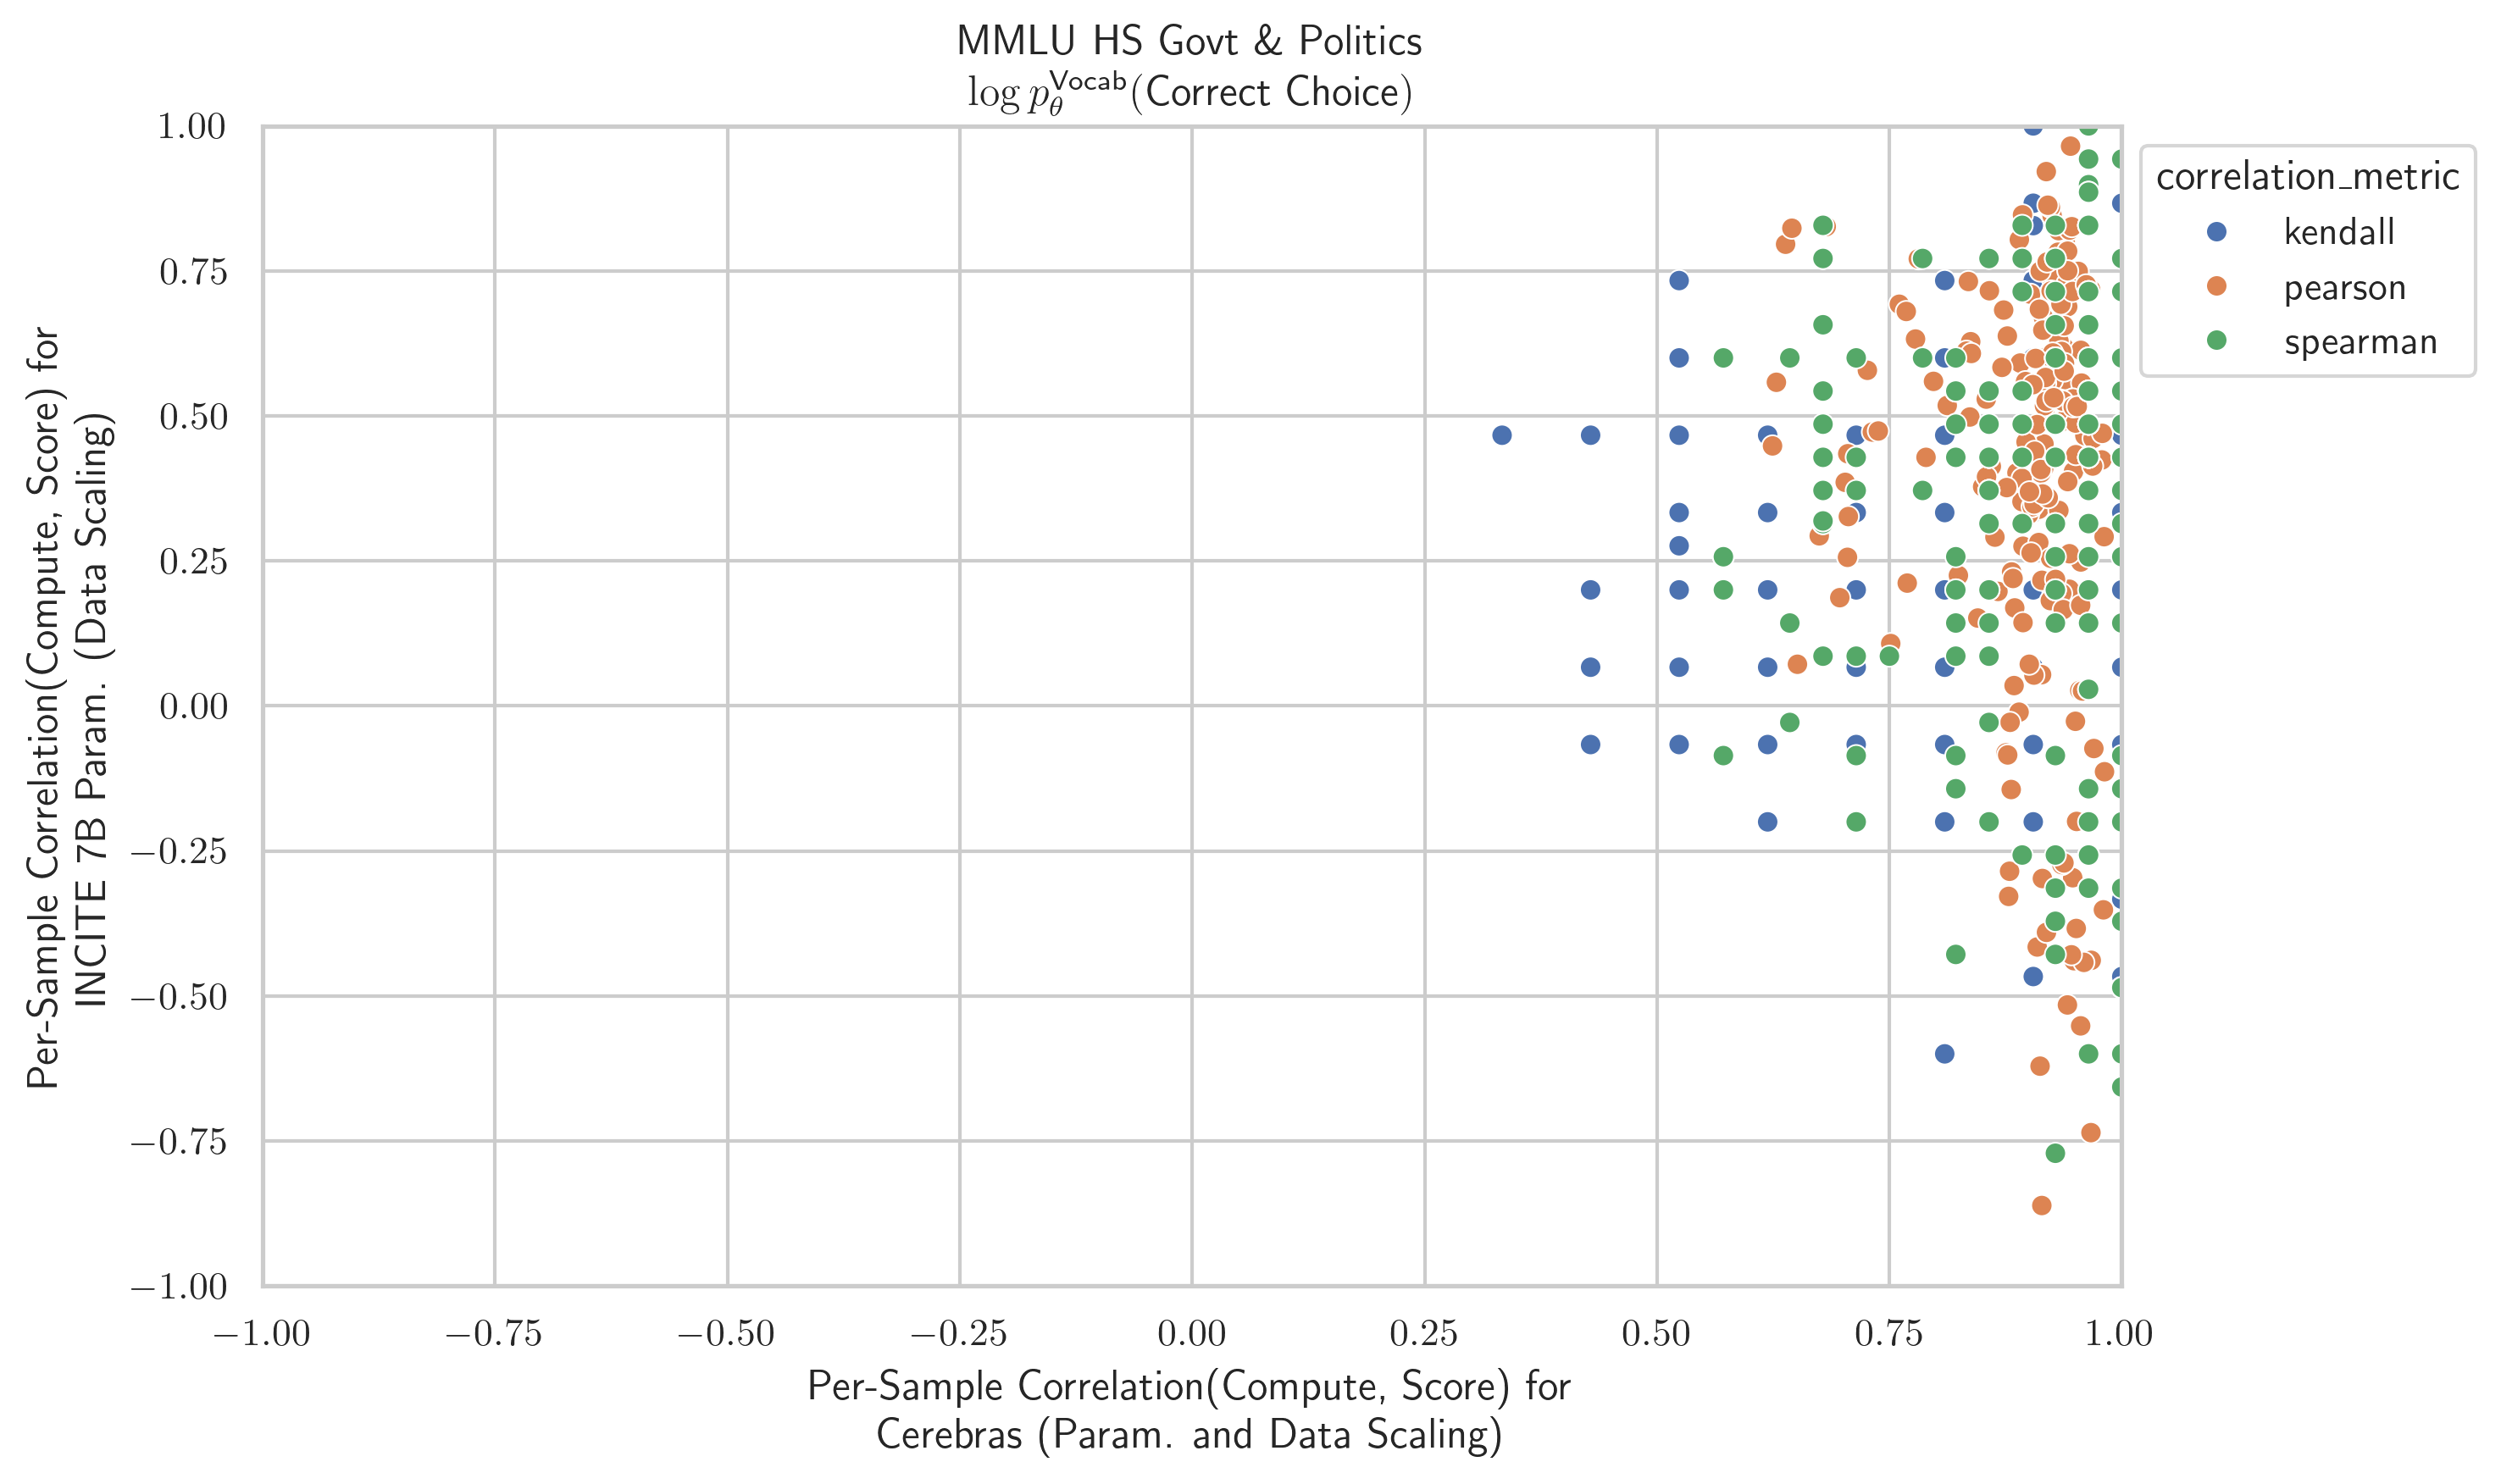 MMLU HS Govt & Politics
log p_θ^Vocab(Correct Choice)
Per-Sample Correlation(Compute, Score) for
INCITE 7B Param. (Data Scaling)
1.00
0.75
0.50
0.25
0.00
−0.25
−0.50
−0.75
−1.00
correlation_metric
kendall
pearson
spearman
−1.00 −0.75 −0.50 −0.25 0.00 0.25 0.50 0.75 1.00
Per-Sample Correlation(Compute, Score) for
Cerebras (Param. and Data Scaling)